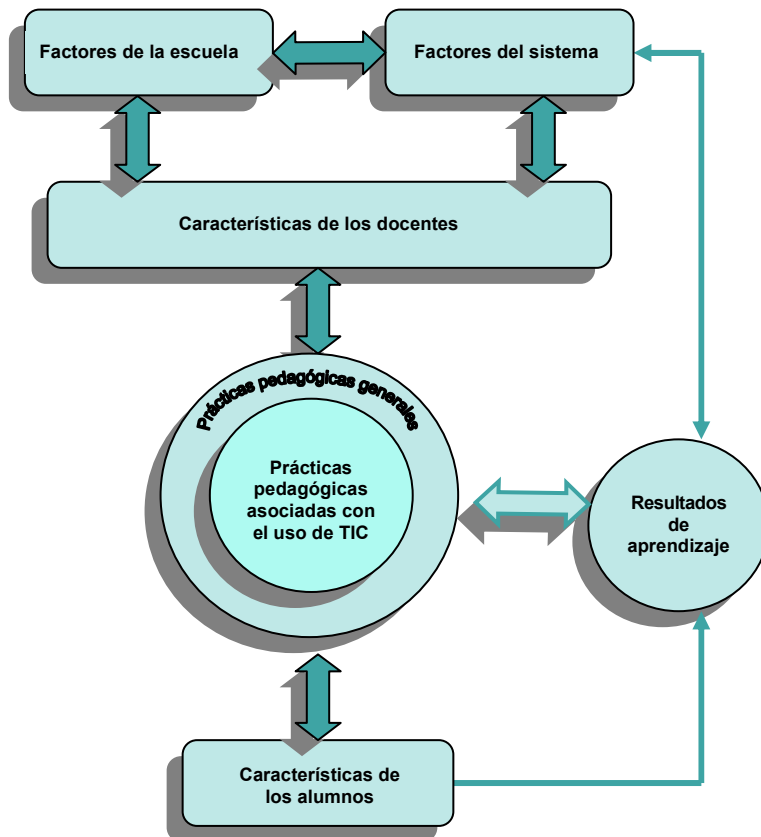 Factores de la escuela
Factores del sistema
Características de los docentes
Prácticas pedagógicas generales
Prácticas
pedagógicas
asociadas con
el uso de TIC
Resultados
de
aprendizaje
Características de
los alumnos